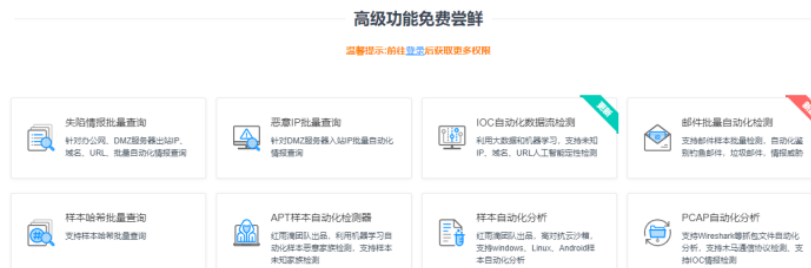 高级功能免费尝鲜
温馨提示:前往登录后获取更多权限
失陷情报批量查询
针对办公网、DMZ服务器出站IP、
域名、URL、批量自动化情报查询
恶意IP批量查询
针对DMZ服务器入站IP批量自动化
情报查询
IOC自动化数据流检测
利用大数据和机器学习、支持未知
IP、域名、URL人工智能定性检测
邮件批量自动化检测
支持邮件样本批量检测、自动化鉴
别钓鱼邮件、垃圾邮件、情报威胁
样本哈希批量查询
支持样本哈希批量查询
APT样本自动化检测器
红雨滴团队出品、利用机器学习自
动化样本恶意家族检测、支持样本
未知家族检测
样本自动化分析
红雨滴团队出品、高对抗云沙箱、
支持windows、Linux、Android样
本自动化分析
PCAP自动化分析
支持Wireshark等抓包文件自动化
分析、支持木马通信协议检测、支
持IOC情报检测